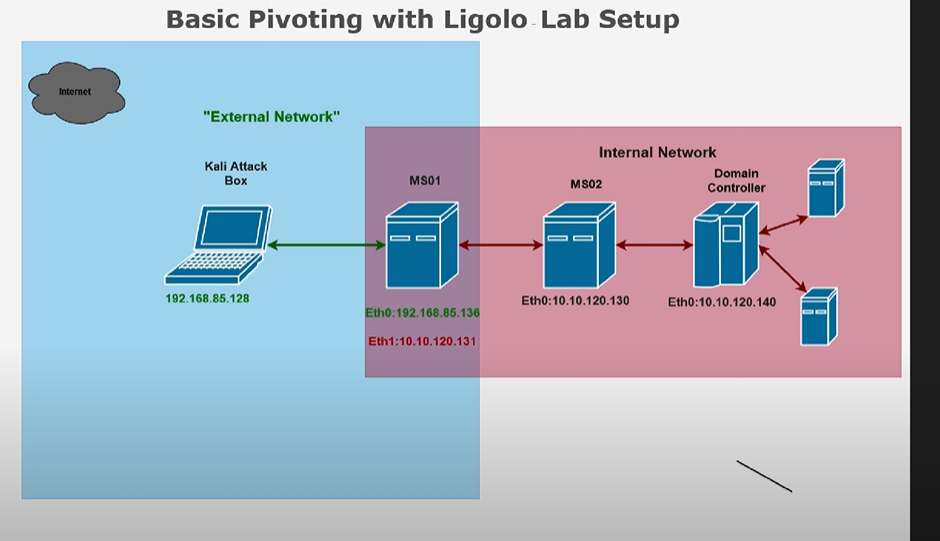 Basic Pivoting with Ligolo - Lab Setup
Internet
"External Network"
Kali Attack
Box
192.168.85.128
MS01
Eth0:192.168.85.136
Eth1:10.10.120.131
Internal Network
MS02
Eth0:10.10.120.130
Domain
Controller
Eth0:10.10.120.140